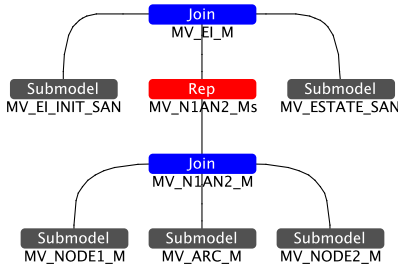 Join
MV_EI_M
Submodel
MV_EI_INIT_SAN
Rep
MV_N1AN2_Ms
Submodel
MV_ESTATE_SAN
Join
MV_N1AN2_M
Submodel
MV_NODE1_M
Submodel
MV_ARC_M
Submodel
MV_NODE2_M